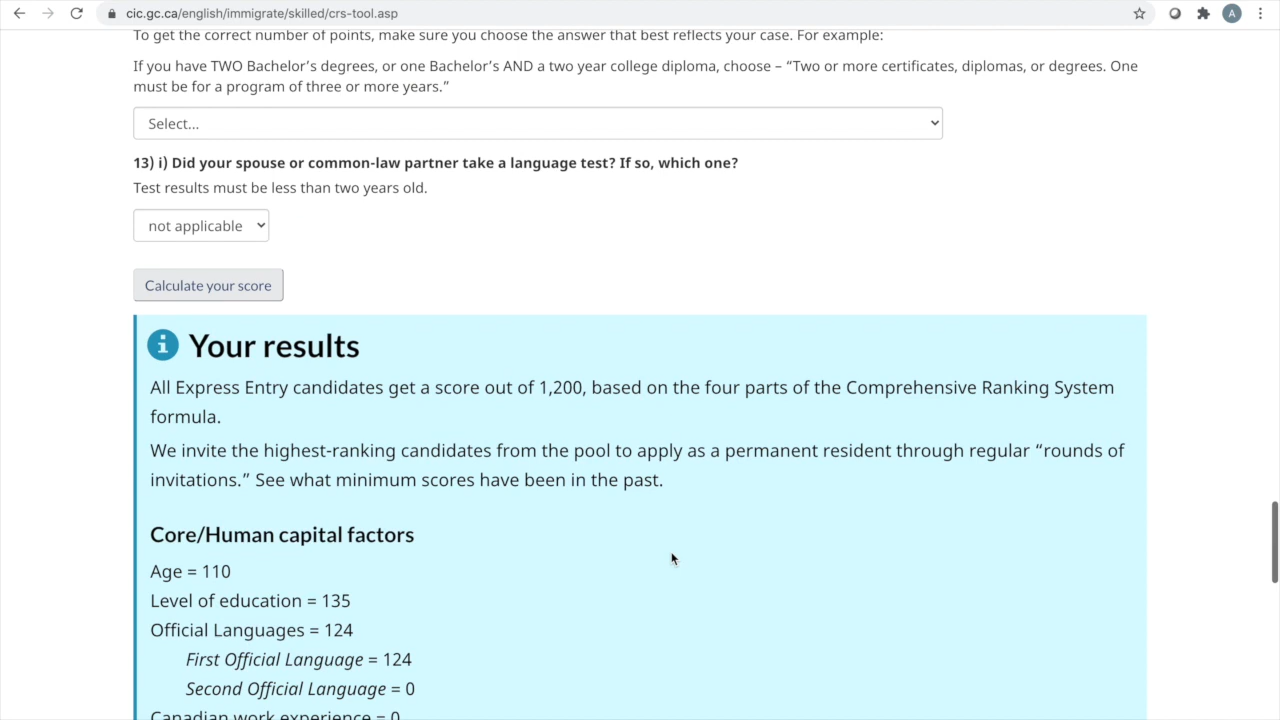 cic.gc.ca/english/immigrate/skilled/crs-tool.asp
A
To get the correct number of points, make sure you choose the answer that best reflects your case. For example:
If you have TWO Bachelor’s degrees, or one Bachelor’s AND a two year college diploma, choose – “Two or more certificates, diplomas, or degrees. One
must be for a program of three or more years.”
Select...
13) i) Did your spouse or common-law partner take a language test? If so, which one?
Test results must be less than two years old.
not applicable
Calculate your score
Your results
All Express Entry candidates get a score out of 1,200, based on the four parts of the Comprehensive Ranking System
formula.
We invite the highest-ranking candidates from the pool to apply as a permanent resident through regular “rounds of
invitations.” See what minimum scores have been in the past.
Core/Human capital factors
Age = 110
Level of education = 135
Official Languages = 124
First Official Language = 124
Second Official Language = 0
Canadian work experience = 0